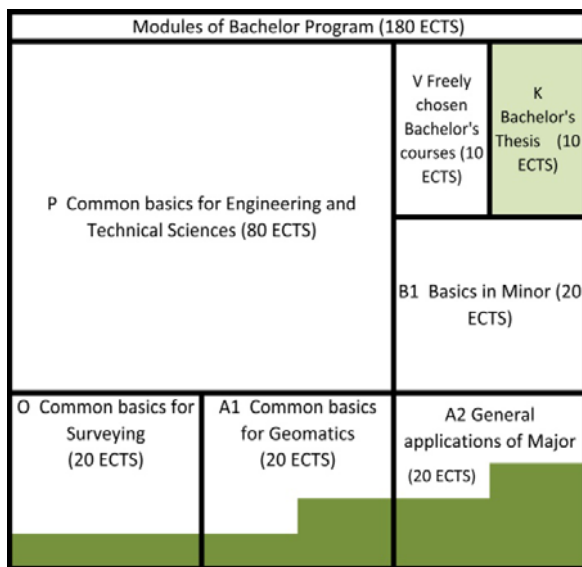 Modules of Bachelor Program (180 ECTS)
P  Common basics for Engineering and
Technical Sciences (80 ECTS)
V Freely
chosen
Bachelor's
courses (10
ECTS)
K
Bachelor's
Thesis   (10
ECTS)
B1  Basics in Minor (20
ECTS)
O  Common basics for
Surveying
(20 ECTS)
A1  Common basics
for Geomatics
(20 ECTS)
A2 General
applications of Major
(20 ECTS)